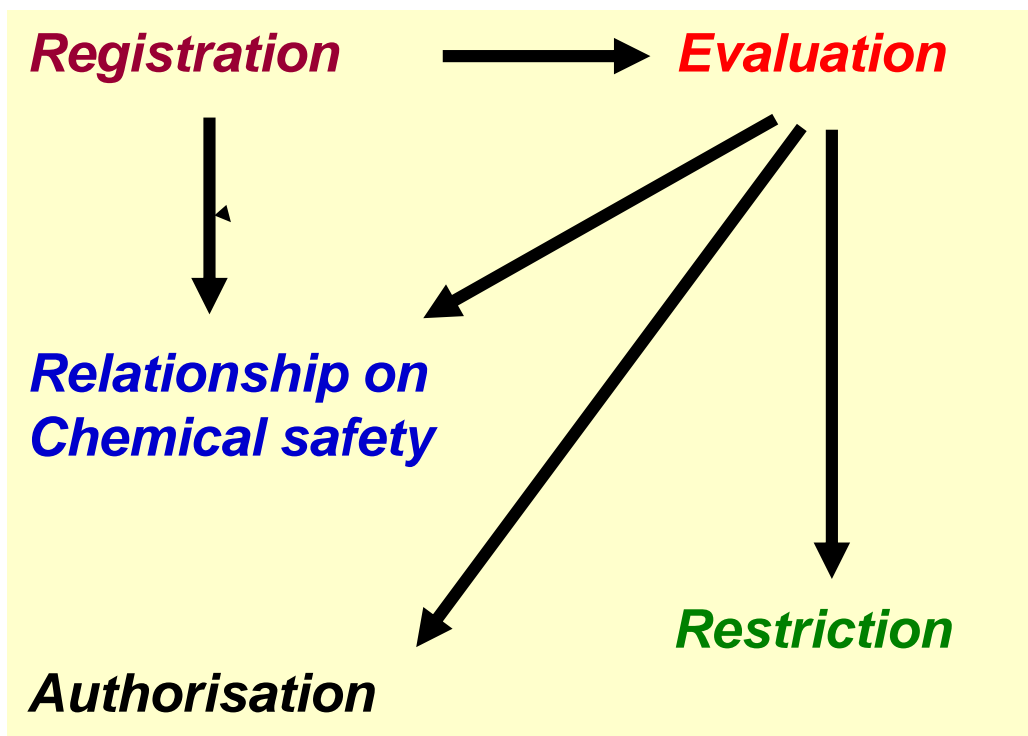 Registration
Evaluation
Relationship on
Chemical safety
Restriction
Authorisation